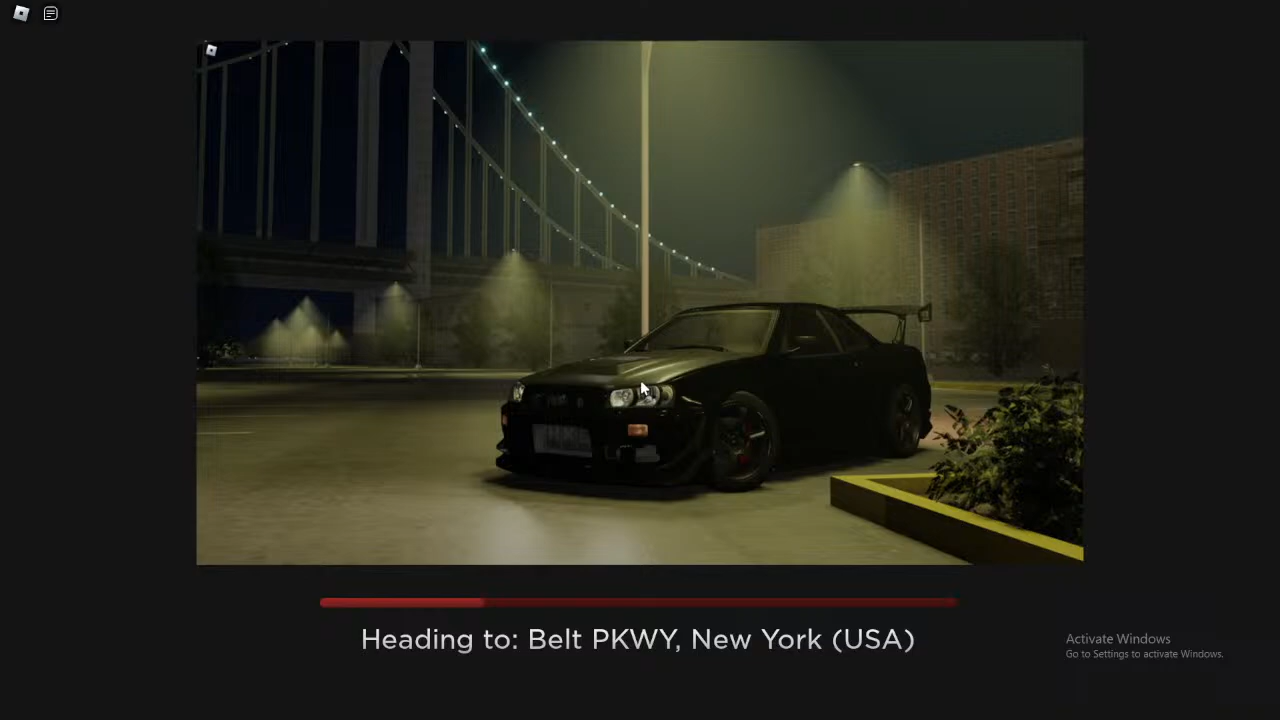 Heading to: Belt PKWY, New York (USA)
Activate Windows
Go to Settings to activate Windows.